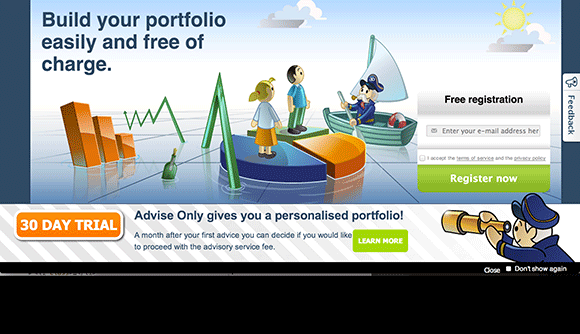 Build your portfolio
easily and free of
charge.
Free registration
Enter your e-mail address her
I accept the terms of service and the privacy policy
Register now
Feedback
30 DAY TRIAL
Advise Only gives you a personalised portfolio!
A month after your first advice you can decide if you would like
to proceed with the advisory service fee.
LEARN MORE
Close
Don't show again